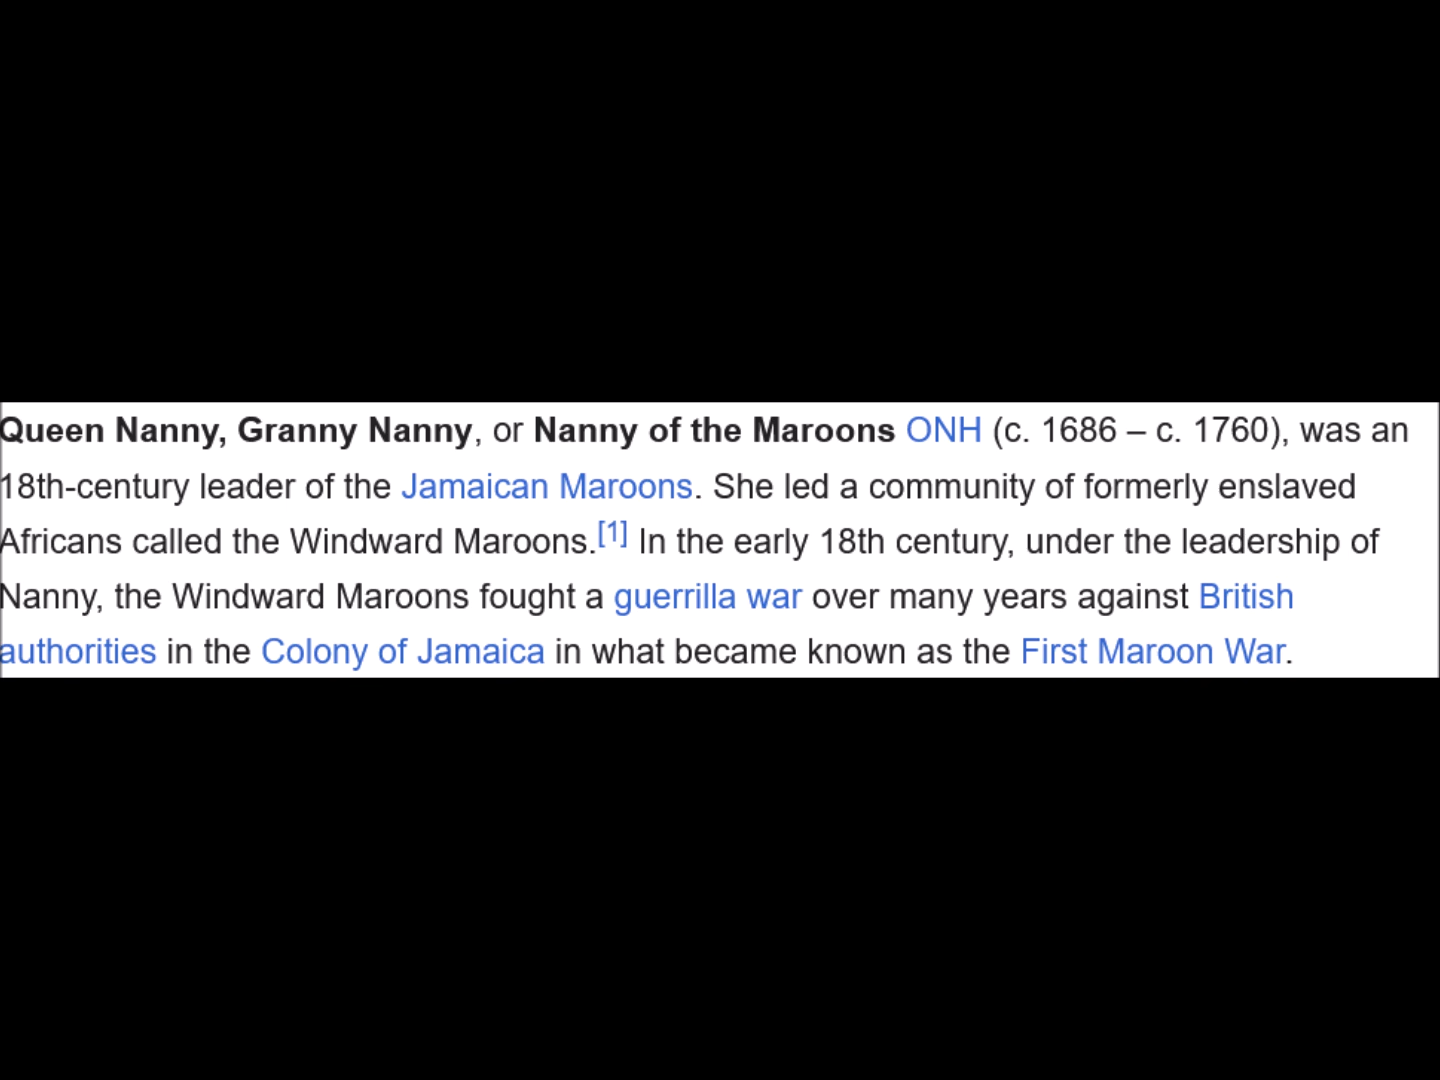 Queen Nanny, Granny Nanny, or Nanny of the Maroons ONH (c. 1686 – c. 1760), was an
18th-century leader of the Jamaican Maroons. She led a community of formerly enslaved
Africans called the Windward Maroons.[1] In the early 18th century, under the leadership of
Nanny, the Windward Maroons fought a guerrilla war over many years against British
authorities in the Colony of Jamaica in what became known as the First Maroon War.